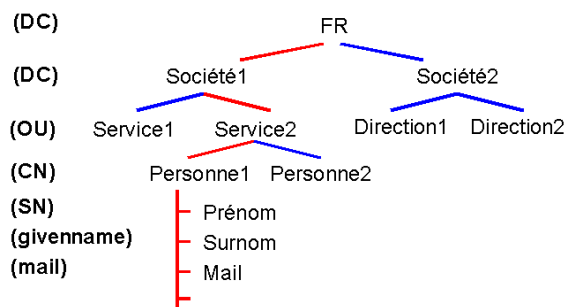 (DC) FR
(DC) Société1 Société2
(OU) Service1 Service2 Direction1 Direction2
(CN) Personne1 Personne2
(SN) Prénom
(givenname) Surnom
(mail) Mail